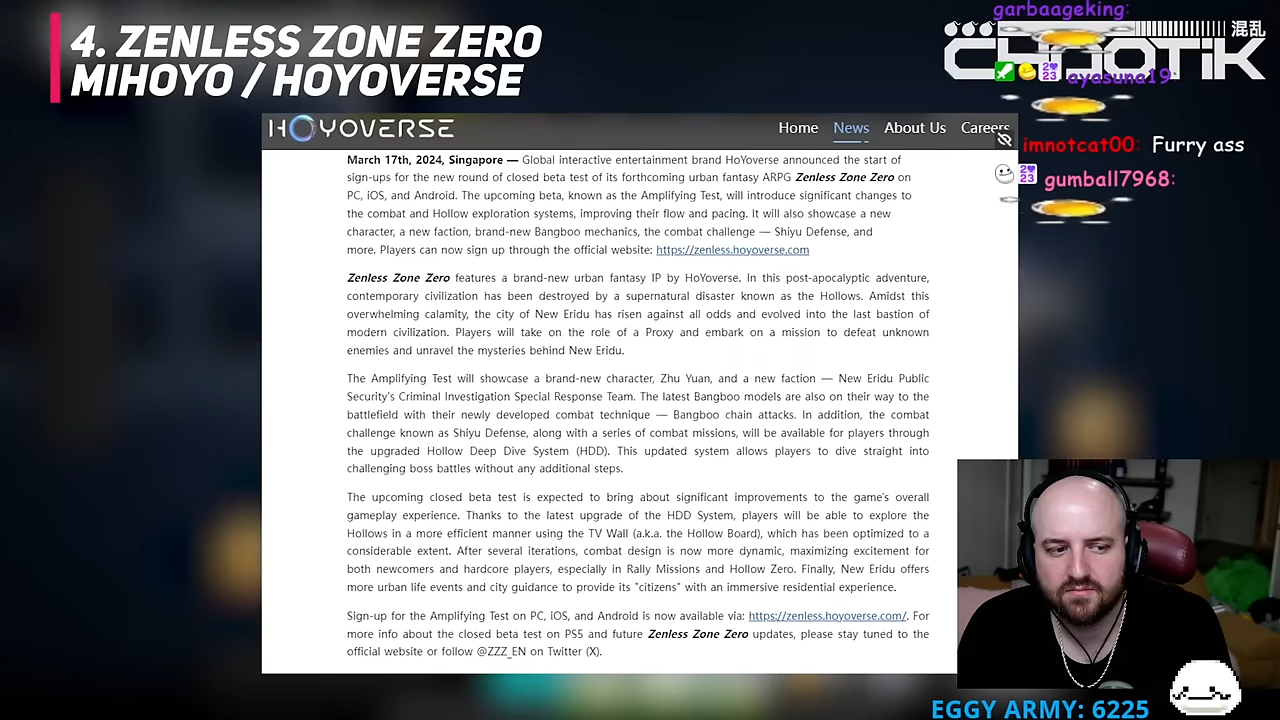 4. ZENLESS ZONE ZERO
MIHOYO / HOYOVERSE
HOYOVERSE
Home News About Us Careers
March 17th, 2024, Singapore — Global interactive entertainment brand HoYoverse announced the start of
sign-ups for the new round of closed beta test of its forthcoming urban fantasy ARPG Zenless Zone Zero on
PC, iOS, and Android. The upcoming beta, known as the Amplifying Test, will introduce significant changes to
the combat and Hollow exploration systems, improving their flow and pacing. It will also showcase a new
character, a new faction, brand-new Bangboo mechanics, the combat challenge — Shiyu Defense, and
more. Players can now sign up through the official website: https://zenless.hoyoverse.com
Zenless Zone Zero features a brand-new urban fantasy IP by HoYoverse. In this post-apocalyptic adventure,
contemporary civilization has been destroyed by a supernatural disaster known as the Hollows. Amidst this
overwhelming calamity, the city of New Eridu has risen against all odds and evolved into the last bastion of
modern civilization. Players will take on the role of a Proxy and embark on a mission to defeat unknown
enemies and unravel the mysteries behind New Eridu.
The Amplifying Test will showcase a brand-new character, Zhu Yuan, and a new faction — New Eridu Public
Security's Criminal Investigation Special Response Team. The latest Bangboo models are also on their way to the
battlefield with their newly developed combat technique — Bangboo chain attacks. In addition, the combat
challenge known as Shiyu Defense, along with a series of combat missions, will be available for players through
the upgraded Hollow Deep Dive System (HDD). This updated system allows players to dive straight into
challenging boss battles without any additional steps.
The upcoming closed beta test is expected to bring about significant improvements to the game's overall
gameplay experience. Thanks to the latest upgrade of the HDD System, players will be able to explore the
Hollows in a more efficient manner using the TV Wall (a.k.a. the Hollow Board), which has been optimized to a
considerable extent. After several iterations, combat design is now more dynamic, maximizing excitement for
both newcomers and hardcore players, especially in Rally Missions and Hollow Zero. Finally, New Eridu offers
more urban life events and city guidance to provide its "citizens" with an immersive residential experience.
Sign-up for the Amplifying Test on PC, iOS, and Android is now available via: https://zenless.hoyoverse.com/. For
more info about the closed beta test on PS5 and future Zenless Zone Zero updates, please stay tuned to the
official website or follow @ZZZ_EN on Twitter (X).
garbaageking:
混乱
2023 ayasuna19
imnotcat00: Furry ass
2023 gumball7968:
EGGY ARMY: 6225